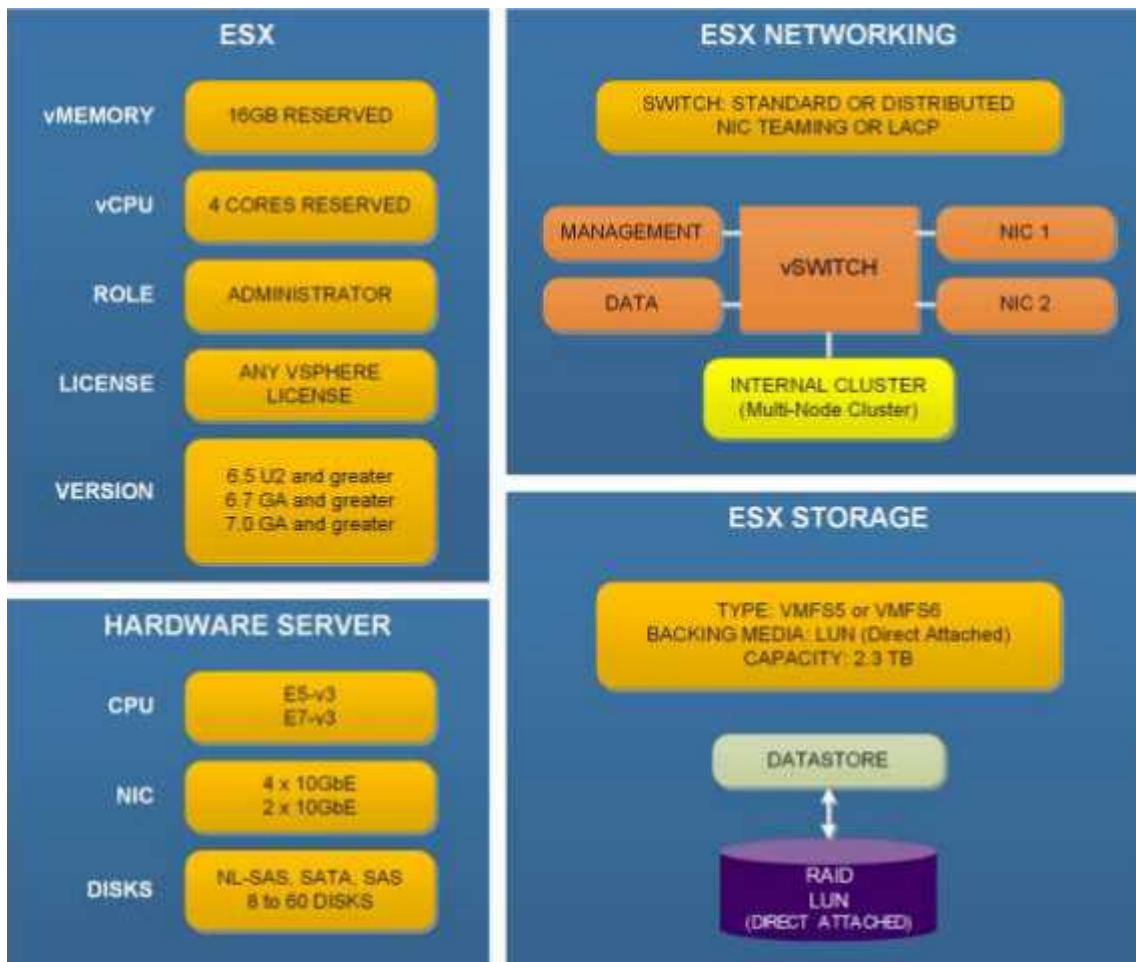 ESX
vMEMORY
16GB RESERVED
vCPU
4 CORES RESERVED
ROLE
ADMINISTRATOR
LICENSE
ANY VSPHERE
LICENSE
VERSION
6.5 U2 and greater
6.7 GA and greater
7.0 GA and greater
HARDWARE SERVER
CPU
E5-v3
E7-v3
NIC
4 x 10GbE
2 x 10GbE
DISKS
NL-SAS, SATA, SAS
8 to 60 DISKS
ESX NETWORKING
SWITCH: STANDARD OR DISTRIBUTED
NIC TEAMING OR LACP
MANAGEMENT
DATA
vSWITCH
NIC 1
NIC 2
INTERNAL CLUSTER
(Multi-Node Cluster)
ESX STORAGE
TYPE: VMFS5 or VMFS6
BACKING MEDIA: LUN (Direct Attached)
CAPACITY: 2.3 TB
DATASTORE
RAID
LUN
(DIRECT ATTACHED)